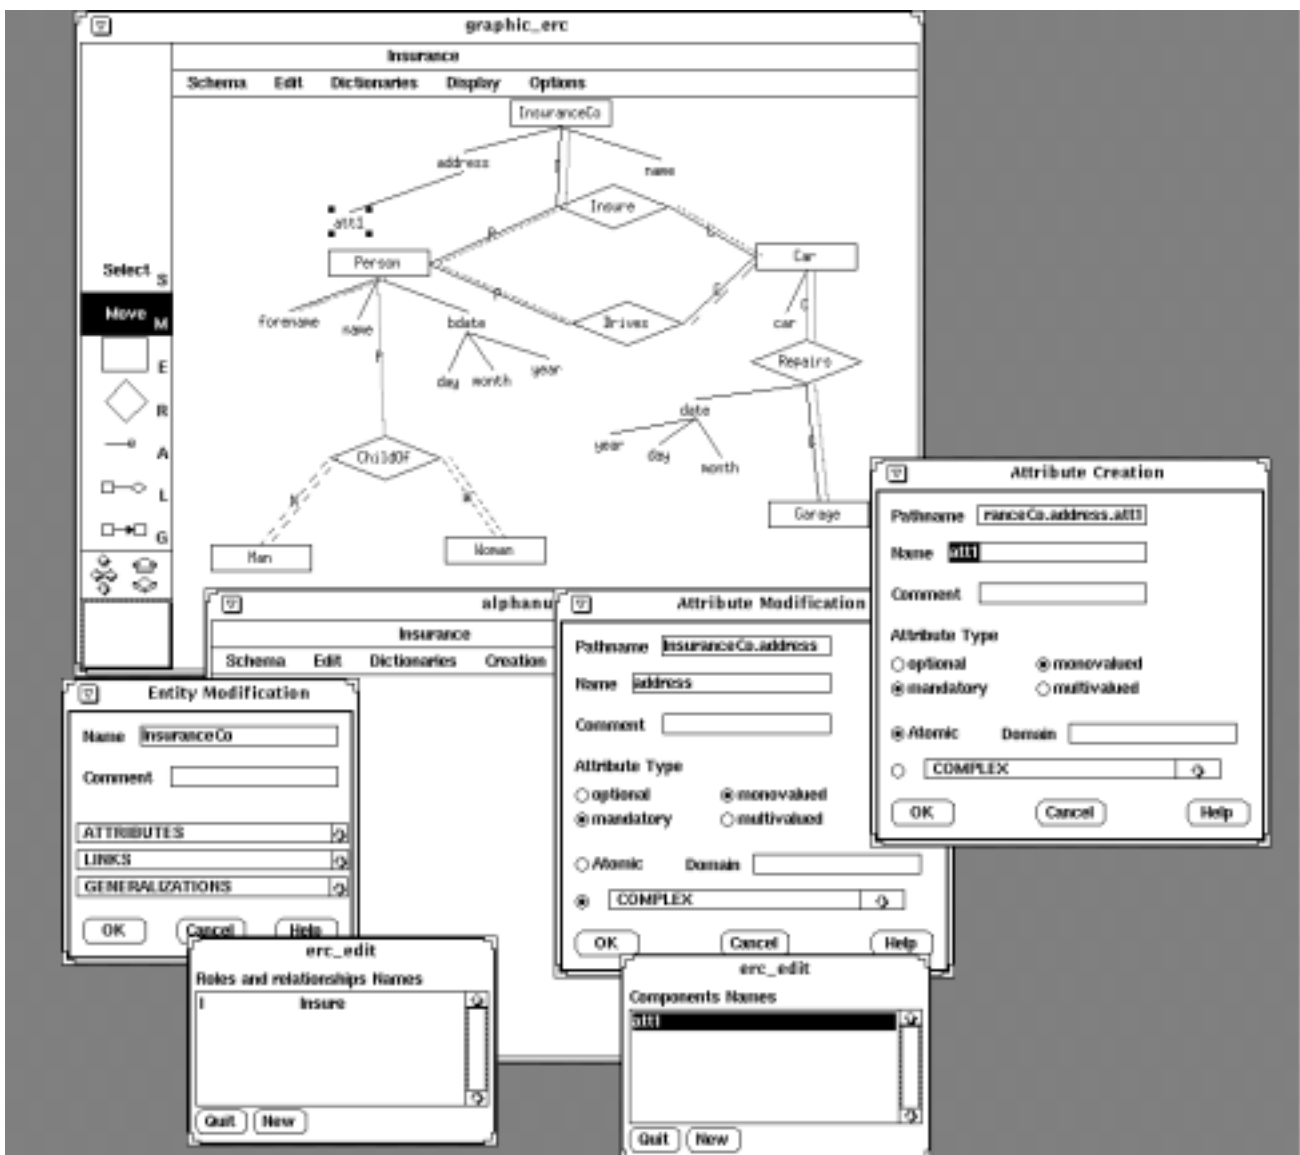 graphic_erc
Insurance
Schema Edit Dictionaries Display Options
InsuranceCo
address
name
att1
Insure
R
C
Person
Car
Select S
Move M
P
forename
name
bdate
Drives
car
C
E
P
day month year
Repairs
R
date
year
day
month
A
ChildOf
L
G
Garage
Man
Woman
Attribute Creation
Pathname ranceCo.address.att1
Name att1
Comment
Attribute Type
optional monovalued
mandatory multivalued
Atomic Domain
COMPLEX
OK Cancel Help
alphanu
Insurance
Schema Edit Dictionaries Creation
Attribute Modification
Pathname InsuranceCo.address
Name address
Comment
Attribute Type
optional monovalued
mandatory multivalued
Atomic Domain
COMPLEX
OK Cancel Help
Entity Modification
Name InsuranceCo
Comment
ATTRIBUTES
LINKS
GENERALIZATIONS
OK Cancel Help
erc_edit
Roles and relationships Names
I Insure
Quit New
erc_edit
Components Names
att1
Quit New